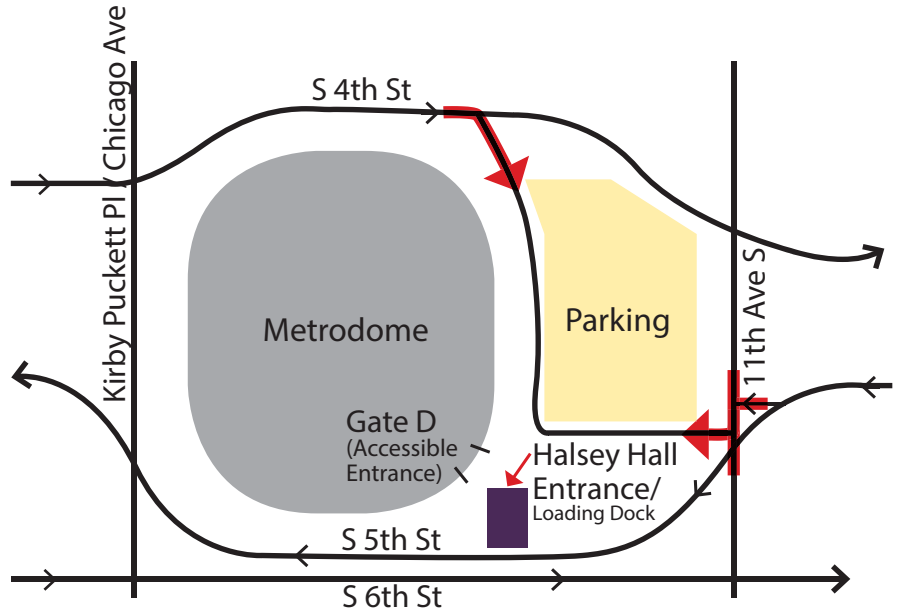 S 4th St
Kirby Puckett Pl / Chicago Ave
11th Ave S
Metrodome
Parking
Gate D
(Accessible
Entrance)
Halsey Hall
Entrance/
Loading Dock
S 5th St
S 6th St